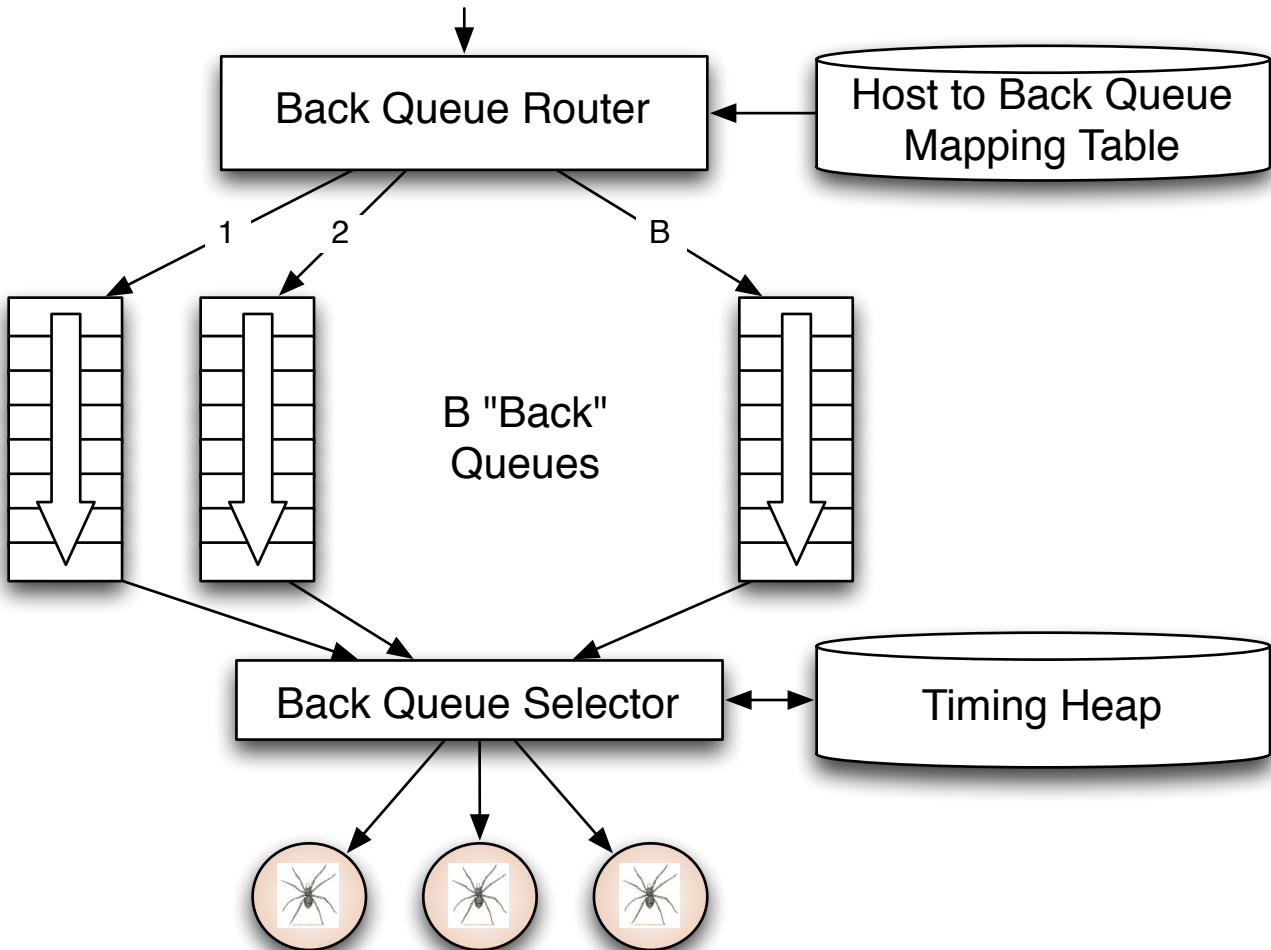 Back Queue Router
Host to Back Queue
Mapping Table
1
2
B
B "Back"
Queues
Back Queue Selector
Timing Heap